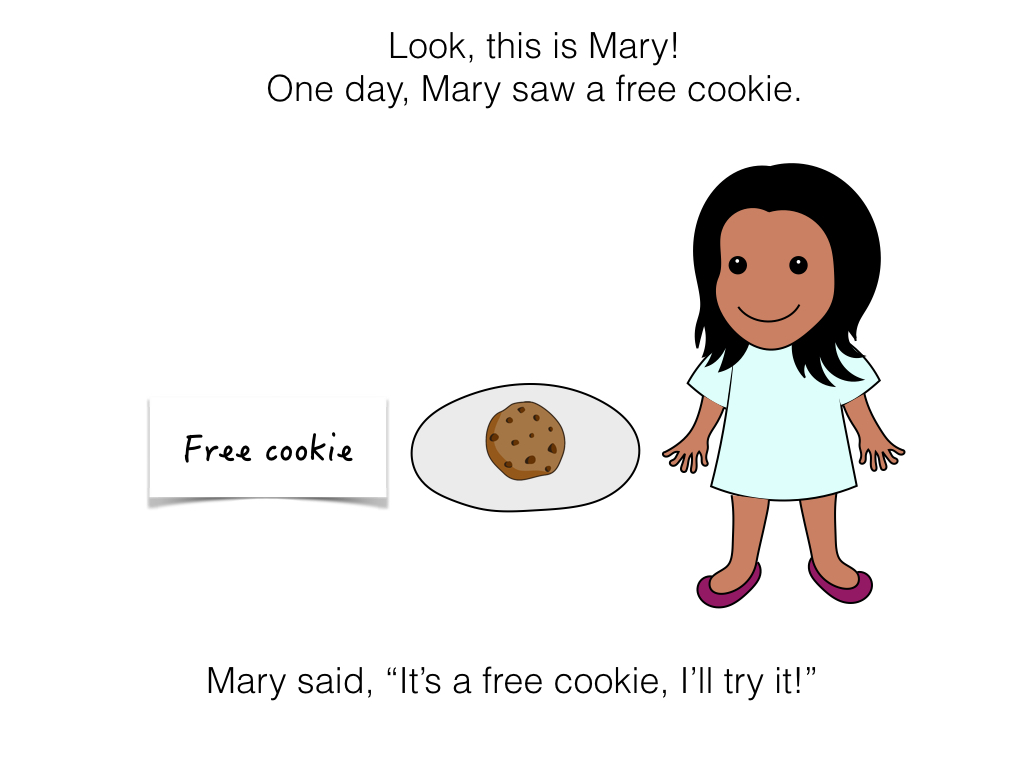 Look, this is Mary!
One day, Mary saw a free cookie.
Free cookie
Mary said, “It’s a free cookie, I’ll try it!”